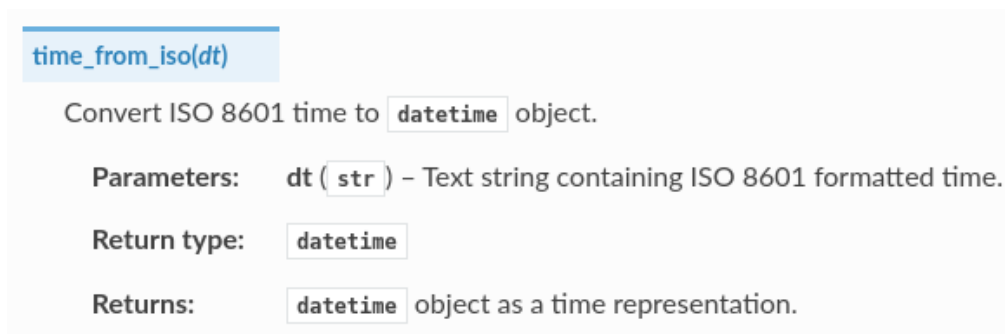 time_from_iso(dt)
Convert ISO 8601 time to datetime object.
Parameters: dt ( str ) – Text string containing ISO 8601 formatted time.
Return type: datetime
Returns: datetime object as a time representation.